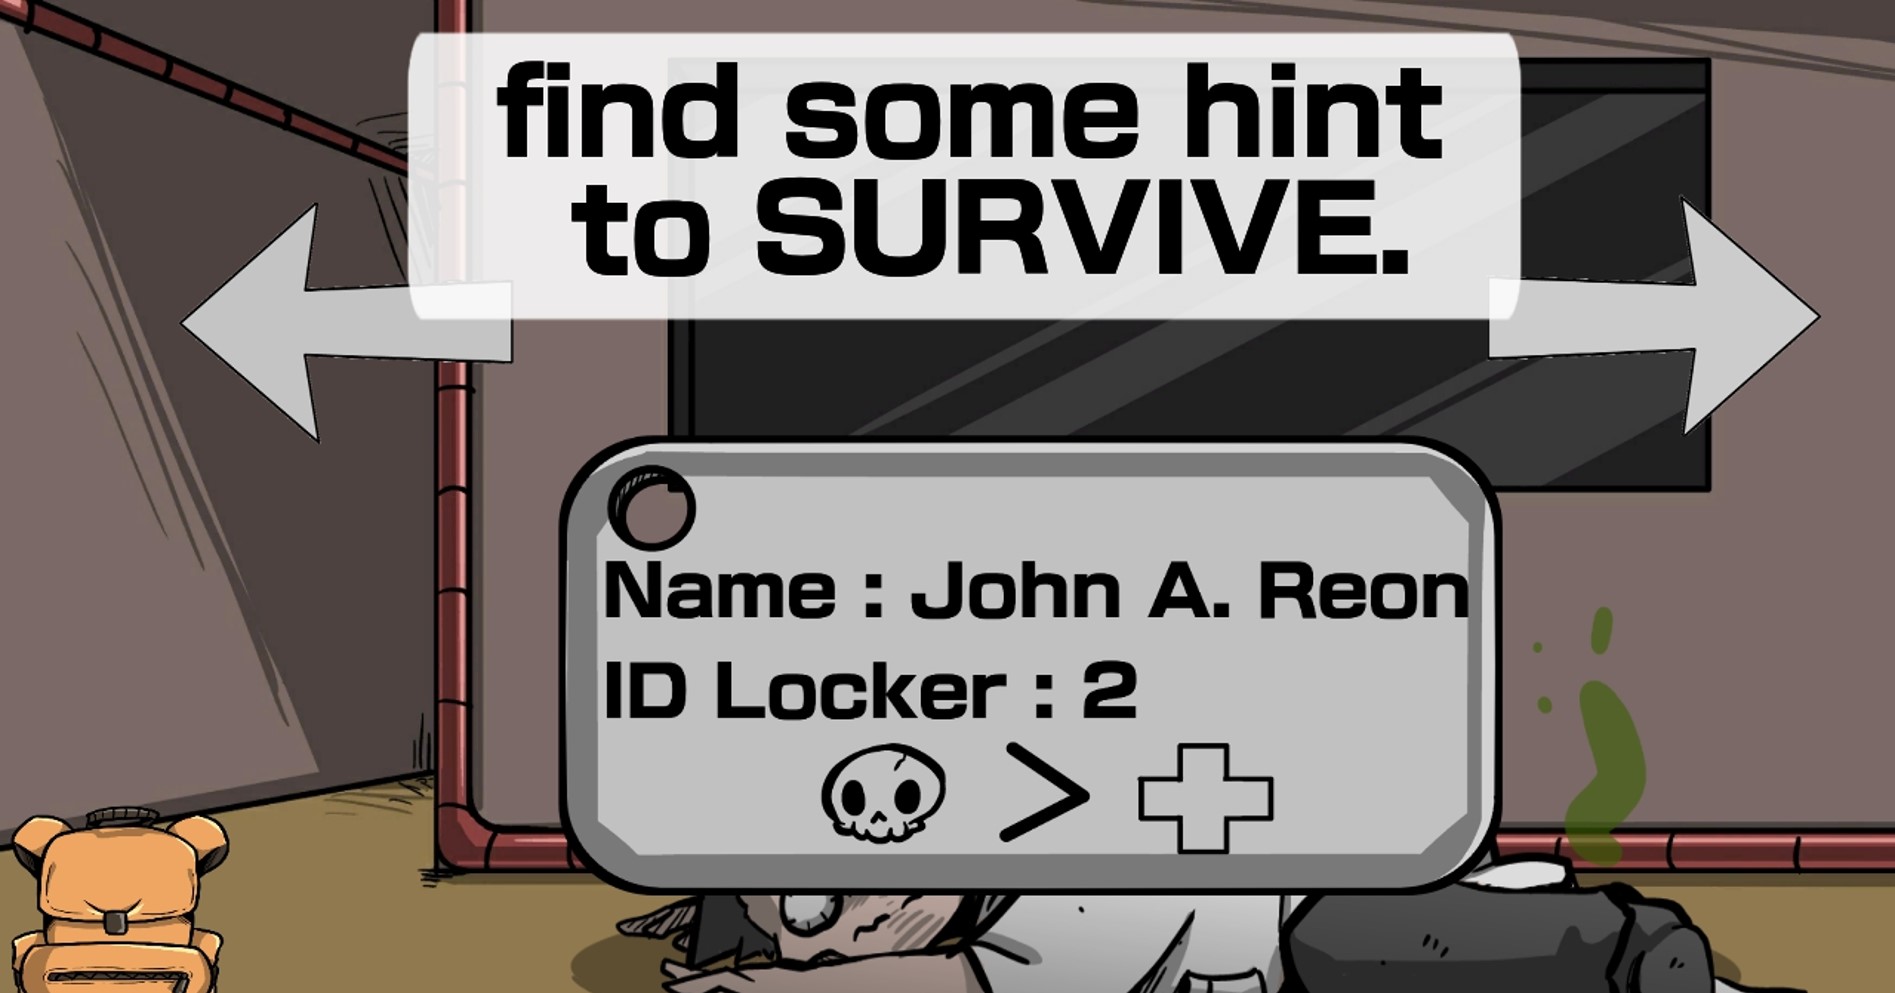 find some hint
to SURVIVE.
Name : John A. Reon
ID Locker : 2
>